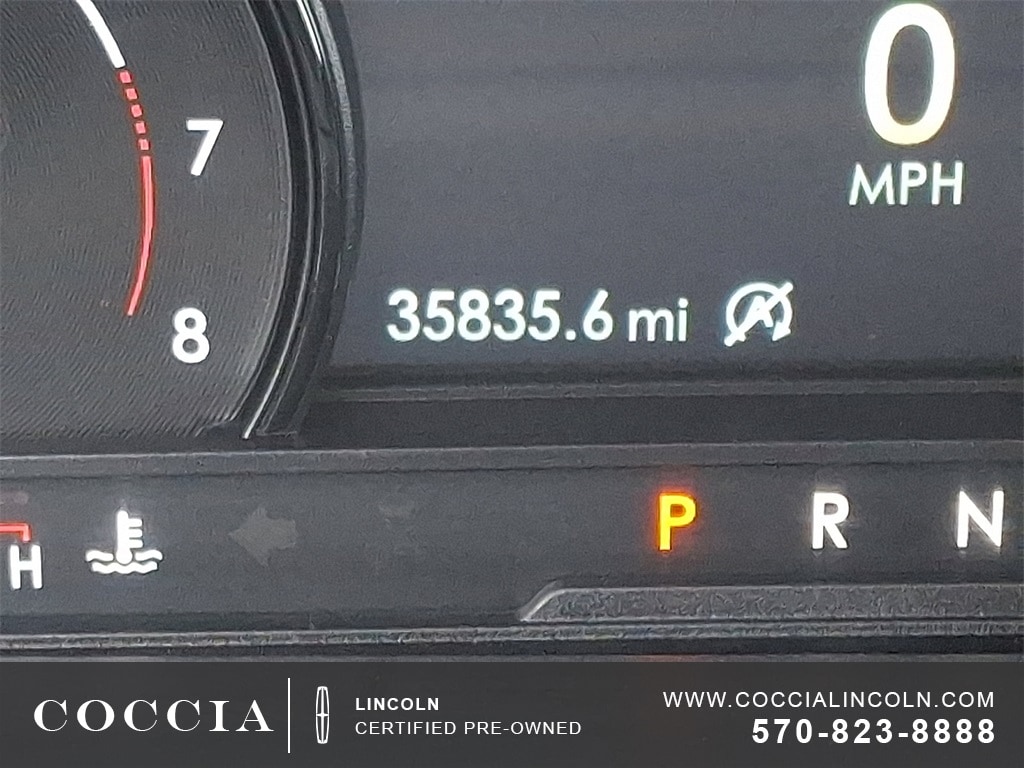 0
7
MPH
35835.6 mi
8
P R N
H
COCCIA
LINCOLN
CERTIFIED PRE-OWNED
WWW.COCCIALINCOLN.COM
570-823-8888